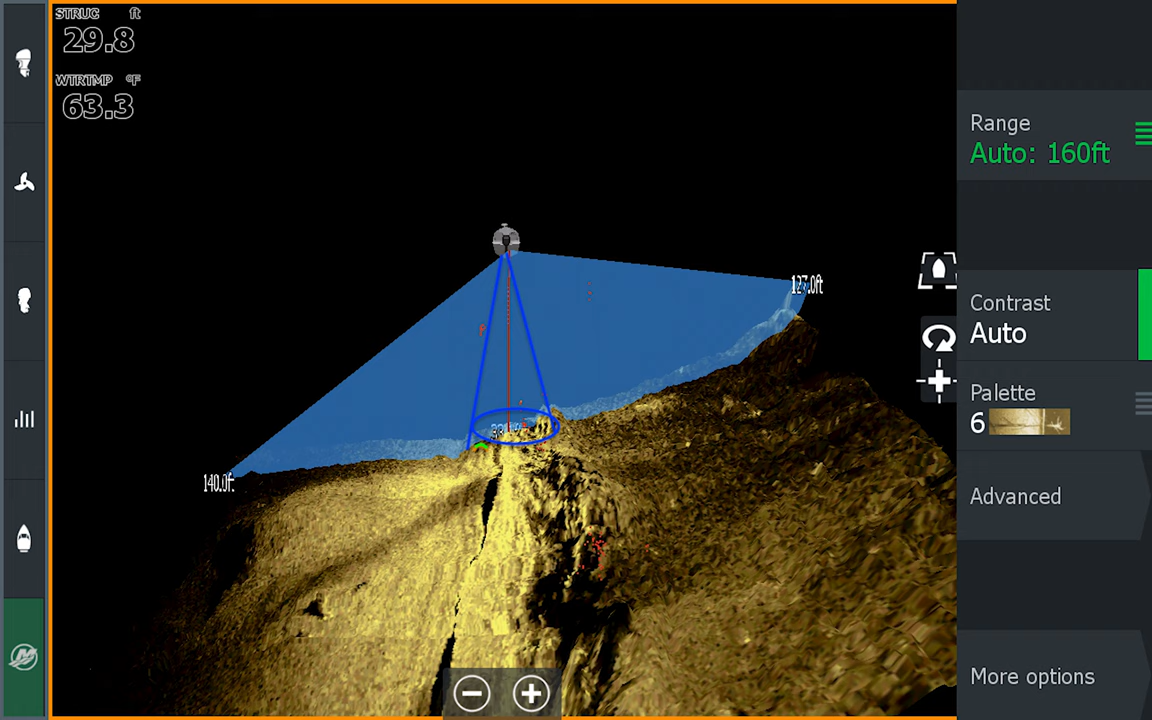 STRUC ft
29.8
WTRTMP °F
63.3
127.0ft
140.0ft
Range
Auto: 160ft
Contrast
Auto
Palette
6
Advanced
More options